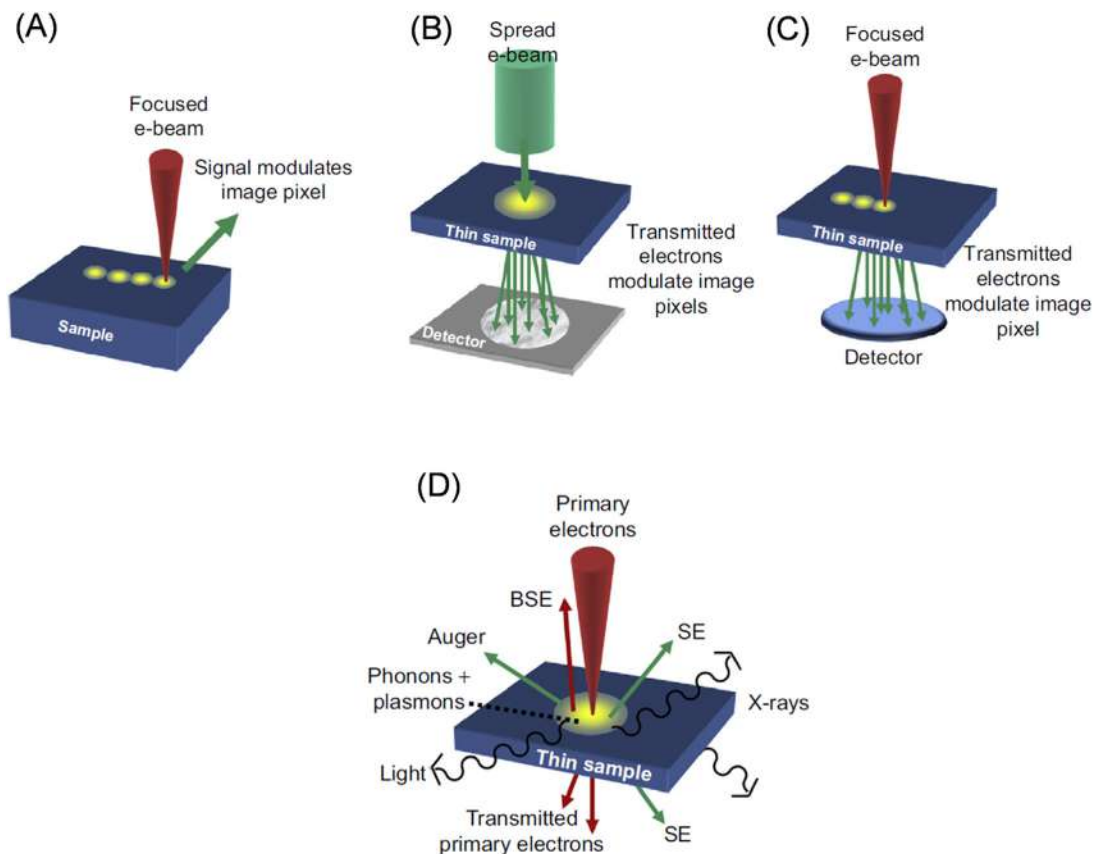 (A)
Focused
e-beam
Signal modulates
image pixel
Sample
(B)
Spread
e-beam
Thin sample
Transmitted
electrons
modulate image
pixels
Detector
(C)
Focused
e-beam
Thin sample
Transmitted
electrons
modulate image
pixel
Detector
(D)
Primary
electrons
BSE
SE
Auger
Phonons +
plasmons
X-rays
Light
Thin sample
Transmitted
primary electrons
SE